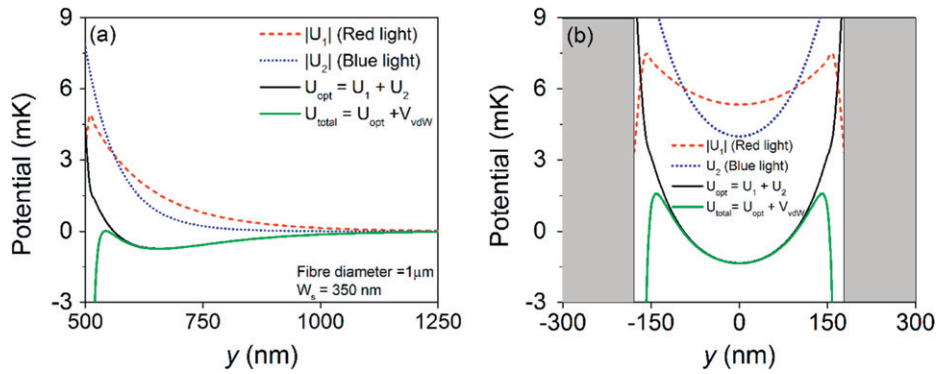 (a)
9
6
3
0
-3
Potential (mK)
|U1| (Red light)
|U2| (Blue light)
Uopt = U1 + U2
Utotal = Uopt +VvdW
Fibre diameter =1μm
Ws = 350 nm
500 750 1000 1250
y (nm)
(b)
9
6
3
0
-3
Potential (mK)
|U1| (Red light)
U2 (Blue light)
Uopt = U1 + U2
Utotal= Uopt + VvdW
-300 -150 0 150 300
y (nm)